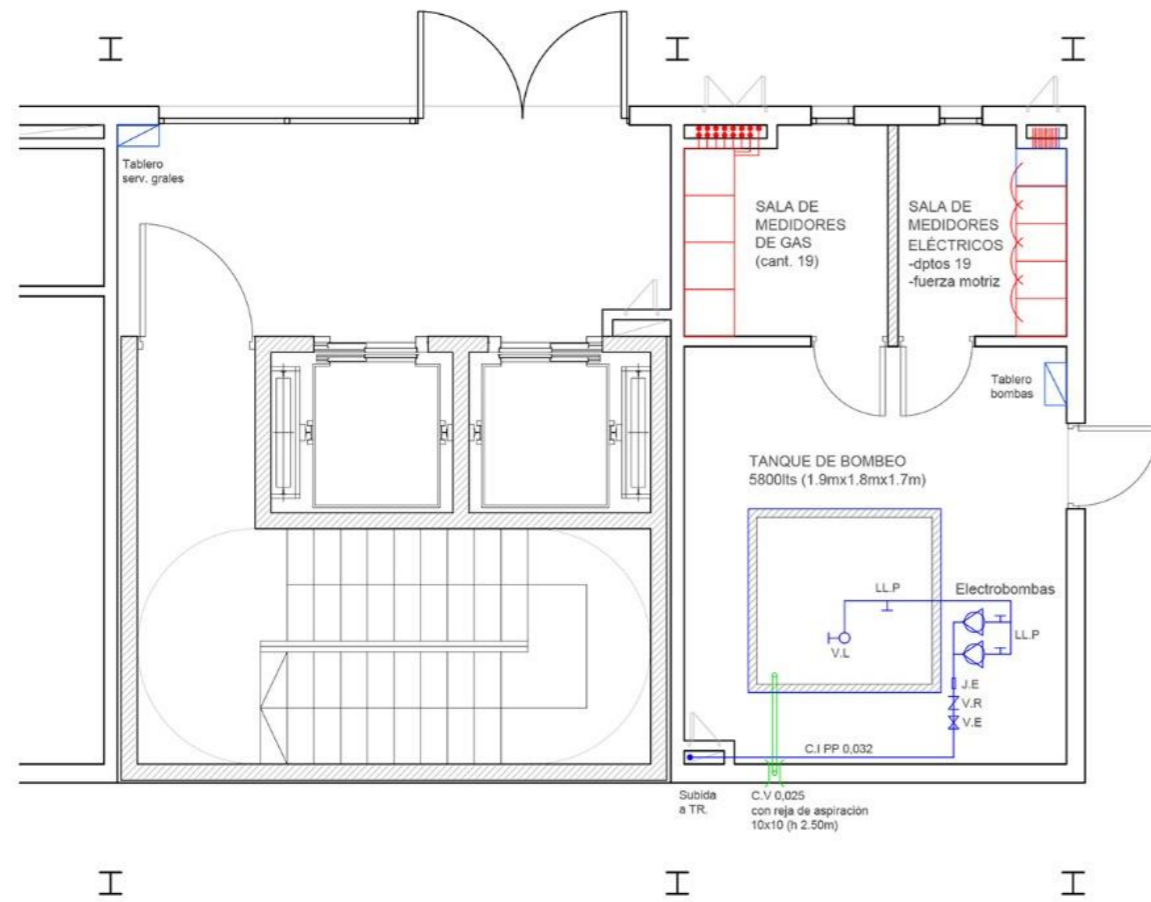 Tablero
serv. grales
SALA DE
MEDIDORES
DE GAS
(cant. 19)
SALA DE
MEDIDORES
ELÉCTRICOS
-dptos 19
-fuerza motriz
Tablero
bombas
TANQUE DE BOMBEO
5800lts (1.9mx1.8mx1.7m)
LL.P
Electrobombas
LL.P
V.L
J.E
V.R
V.E
C.I PP 0,032
Subida
a TR.
C.V 0,025
con reja de aspiración
10x10 (h 2.50m)